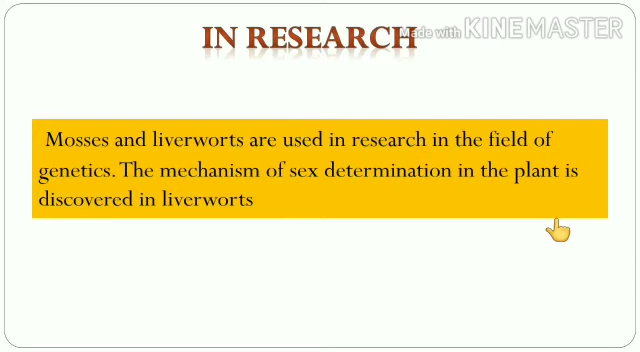 IN RESEARCH
Made with KINEMASTER
Mosses and liverworts are used in research in the field of
genetics. The mechanism of sex determination in the plant is
discovered in liverworts